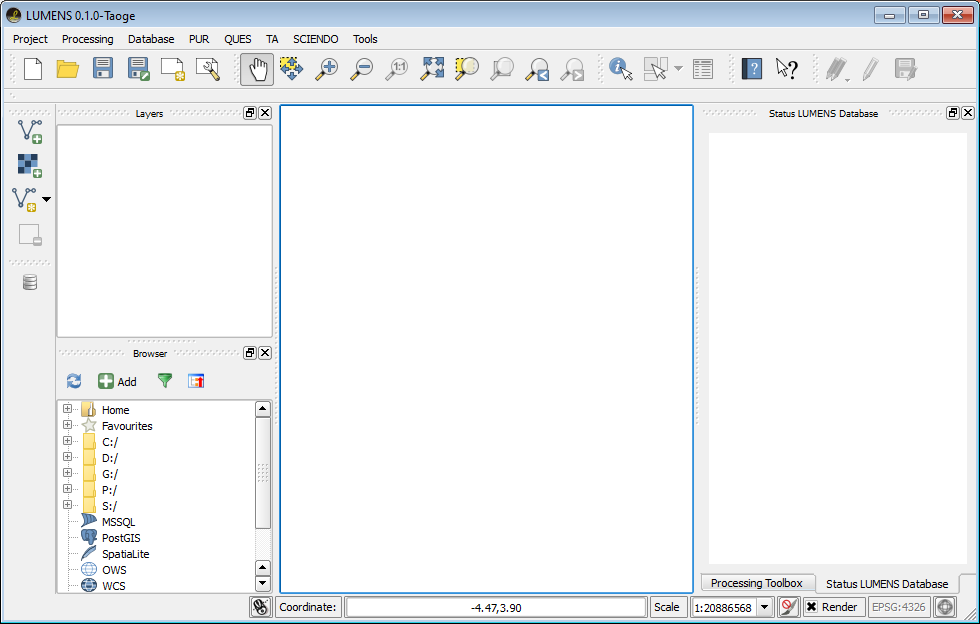 LUMENS 0.1.0-Taoge
Project Processing Database PUR QUES TA SCIENDO Tools
1:1
Layers
Status LUMENS Database
Browser
Add
Home
Favourites
C:/
D:/
G:/
P:/
S:/
MSSQL
PostGIS
SpatiaLite
OWS
WCS
Processing Toolbox Status LUMENS Database
Coordinate: -4.47,3.90 Scale 1:20886568 Render EPSG:4326